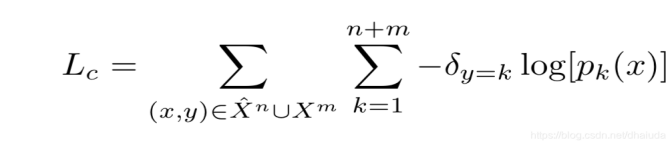 L_c = \sum_{(x,y) \in \hat{X}^n \cup X^m} \sum_{k=1}^{n+m} -\delta_{y=k} \log[p_k(x)]